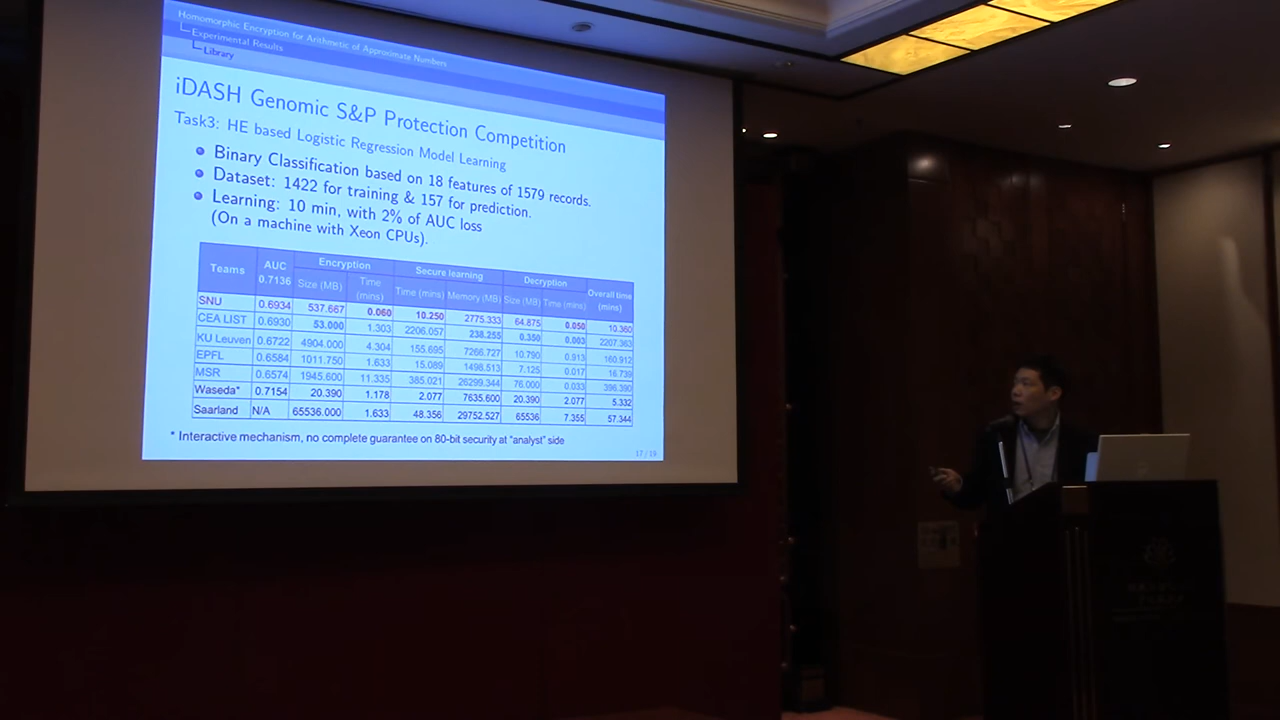 Homomorphic Encryption for Arithmetic of Approximate Numbers
Experimental Results
Library
iDASH Genomic S&P Protection Competition
Task3: HE based Logistic Regression Model Learning
Binary Classification based on 18 features of 1579 records.
Dataset: 1422 for training & 157 for prediction.
Learning: 10 min, with 2% of AUC loss
(On a machine with Xeon CPUs).
Teams AUC 0.7136 Encryption Secure learning Decryption Overall time (mins)
Size (MB) Time (mins) Time (mins) Memory (MB) Size (MB) Time (mins)
SNU 0.6934 537.667 0.060 10.250 2775.333 64.875 0.050 10.360
CEA LIST 0.6930 53.000 1.303 2206.057 238.255 0.350 0.003 2207.363
KU Leuven 0.6722 4904.000 4.304 155.695 7266.727 10.790 0.913 160.912
EPFL 0.6584 1011.750 1.633 15.089 1498.513 7.125 0.017 16.739
MSR 0.6574 1945.600 11.335 385.021 26299.344 76.000 0.033 396.390
Waseda* 0.7154 20.390 1.178 2.077 7635.600 20.390 2.077 5.332
Saarland N/A 65536.000 1.633 48.356 29752.527 65536 7.355 57.344
* Interactive mechanism, no complete guarantee on 80-bit security at "analyst" side
17 / 19